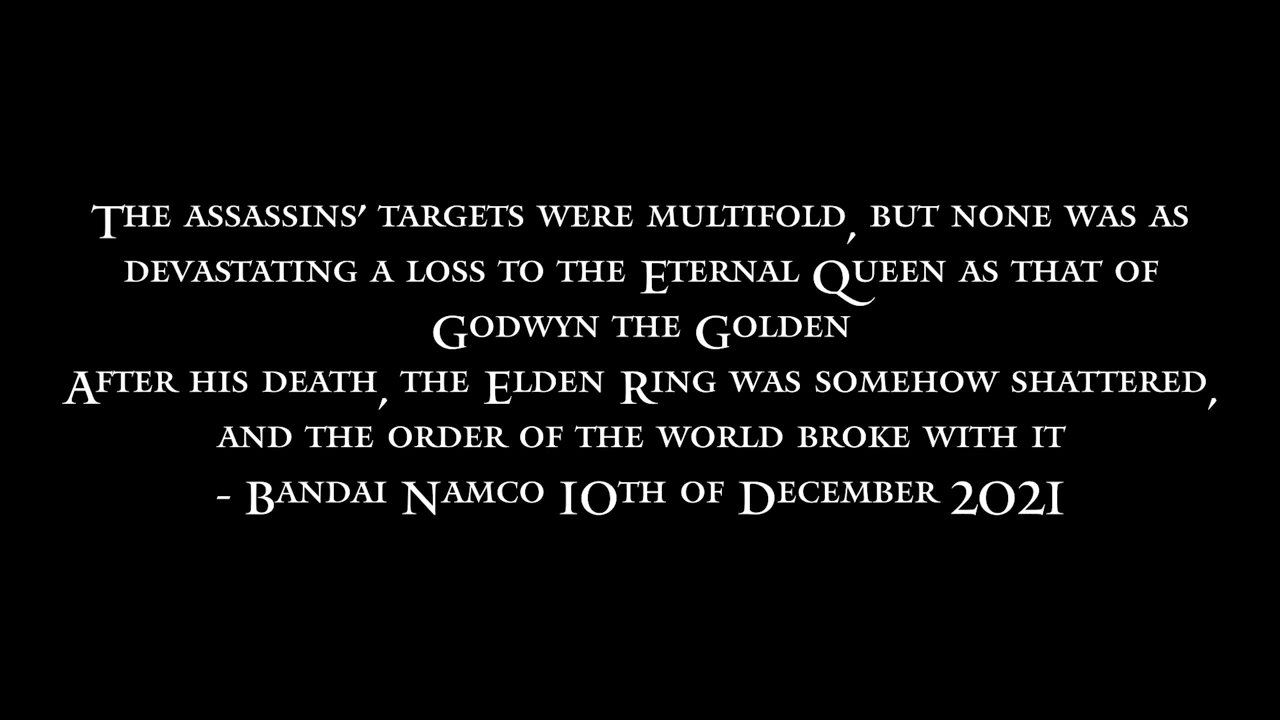 The assassins' targets were multifold, but none was as
devastating a loss to the Eternal Queen as that of
Godwyn the Golden
After his death, the Elden Ring was somehow shattered,
and the order of the world broke with it
- Bandai Namco 10th of December 2021